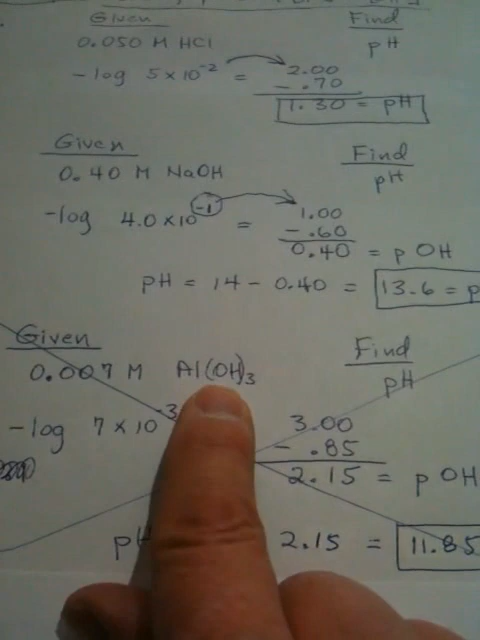 Given Find
0.050 M HCl pH
-log 5×10⁻² = 2.00
- .70
1.30 = pH
Given Find
0.40 M NaOH pH
-log 4.0×10⁻¹ = 1.00
- .60
0.40 = pOH
pH = 14 - 0.40 = 13.6 = p
Given Find
0.007 M Al(OH)₃ pH
-log 7×10⁻³ 3.00
- .85
2.15 = pOH
pH 2.15 = 11.85